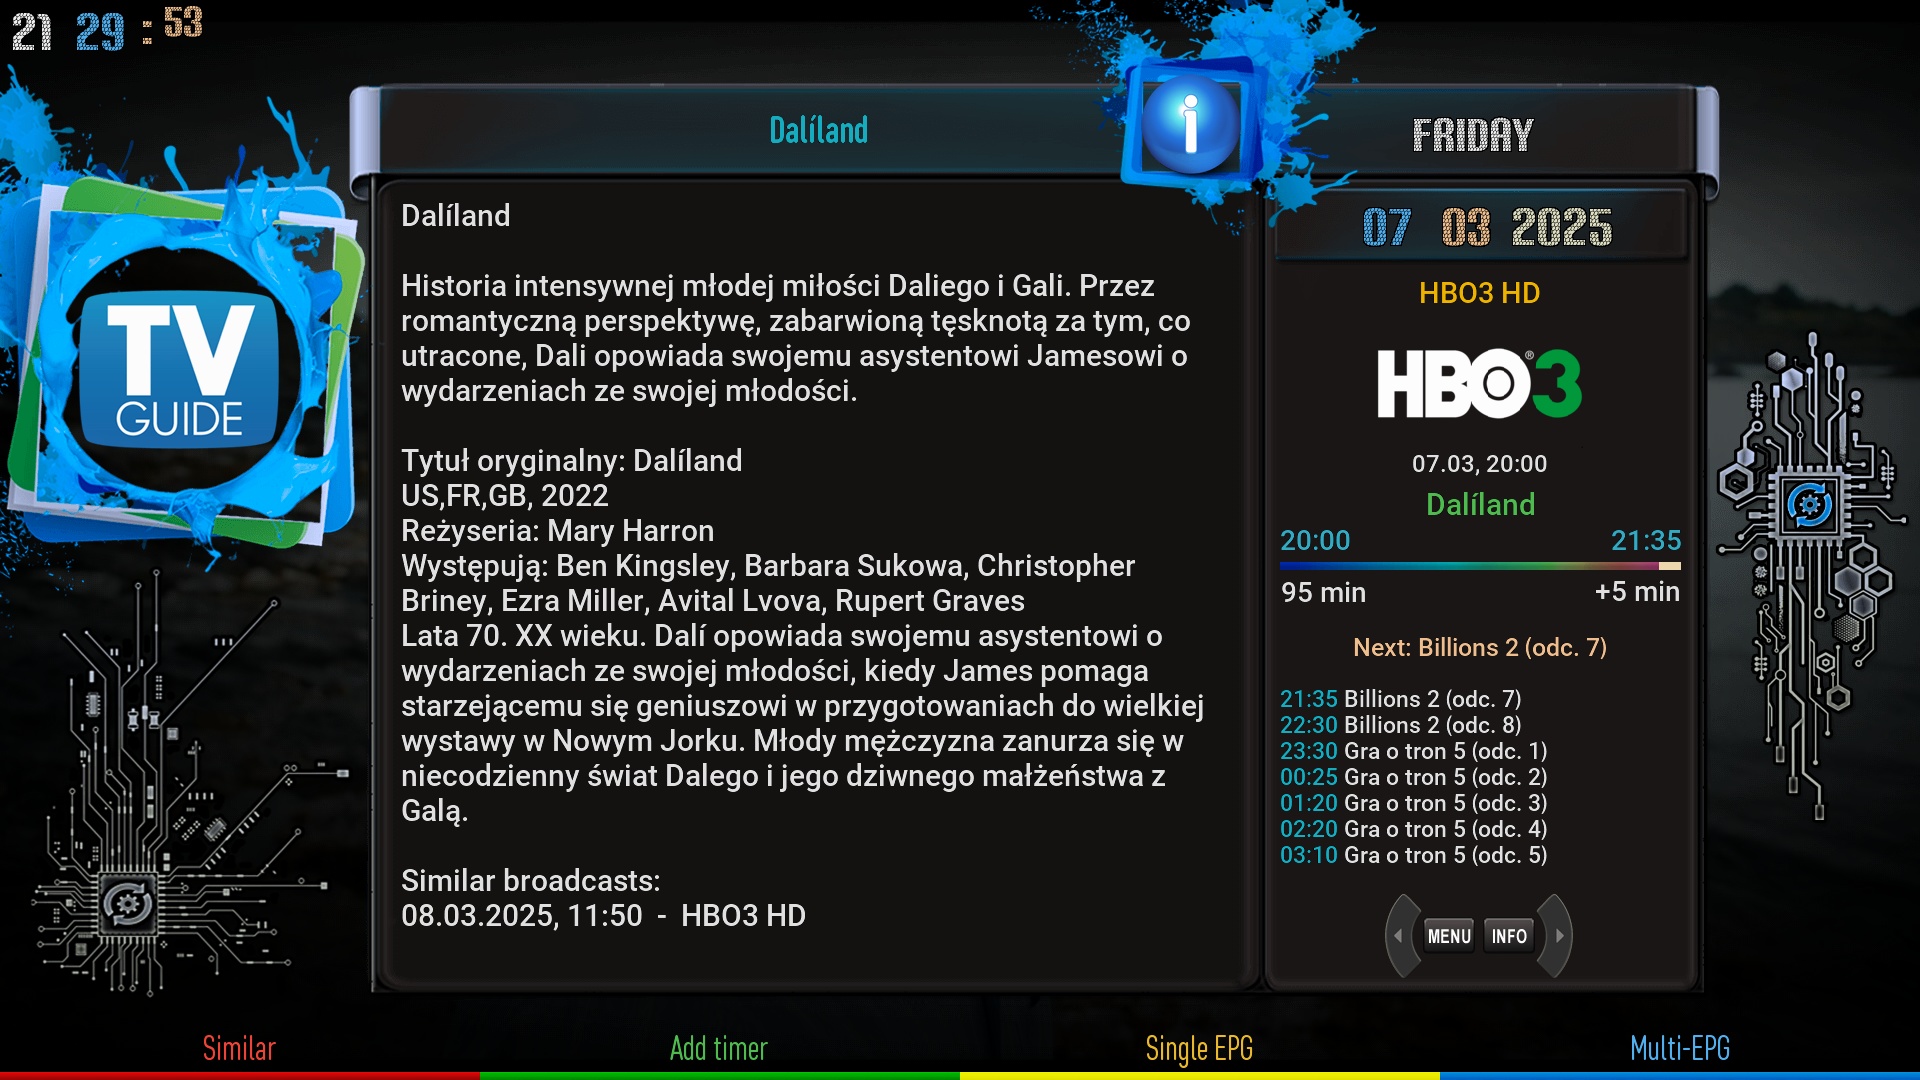 21 29 : 53
Dalíland
FRIDAY
TV
GUIDE
Dalíland
Historia intensywnej młodej miłości Daliego i Gali. Przez
romantyczną perspektywę, zabarwioną tęsknotą za tym, co
utracone, Dali opowiada swojemu asystentowi Jamesowi o
wydarzeniach ze swojej młodości.
Tytuł oryginalny: Dalíland
US,FR,GB, 2022
Reżyseria: Mary Harron
Występują: Ben Kingsley, Barbara Sukowa, Christopher
Briney, Ezra Miller, Avital Lvova, Rupert Graves
Lata 70. XX wieku. Dalí opowiada swojemu asystentowi o
wydarzeniach ze swojej młodości, kiedy James pomaga
starzejącemu się geniuszowi w przygotowaniach do wielkiej
wystawy w Nowym Jorku. Młody mężczyzna zanurza się w
niecodzienny świat Dalego i jego dziwnego małżeństwa z
Galą.
Similar broadcasts:
08.03.2025, 11:50 - HBO3 HD
07 03 2025
HBO3 HD
HBO®3
07.03, 20:00
Dalíland
20:00 21:35
95 min +5 min
Next: Billions 2 (odc. 7)
21:35 Billions 2 (odc. 7)
22:30 Billions 2 (odc. 8)
23:30 Gra o tron 5 (odc. 1)
00:25 Gra o tron 5 (odc. 2)
01:20 Gra o tron 5 (odc. 3)
02:20 Gra o tron 5 (odc. 4)
03:10 Gra o tron 5 (odc. 5)
MENU INFO
Similar Add timer Single EPG Multi-EPG